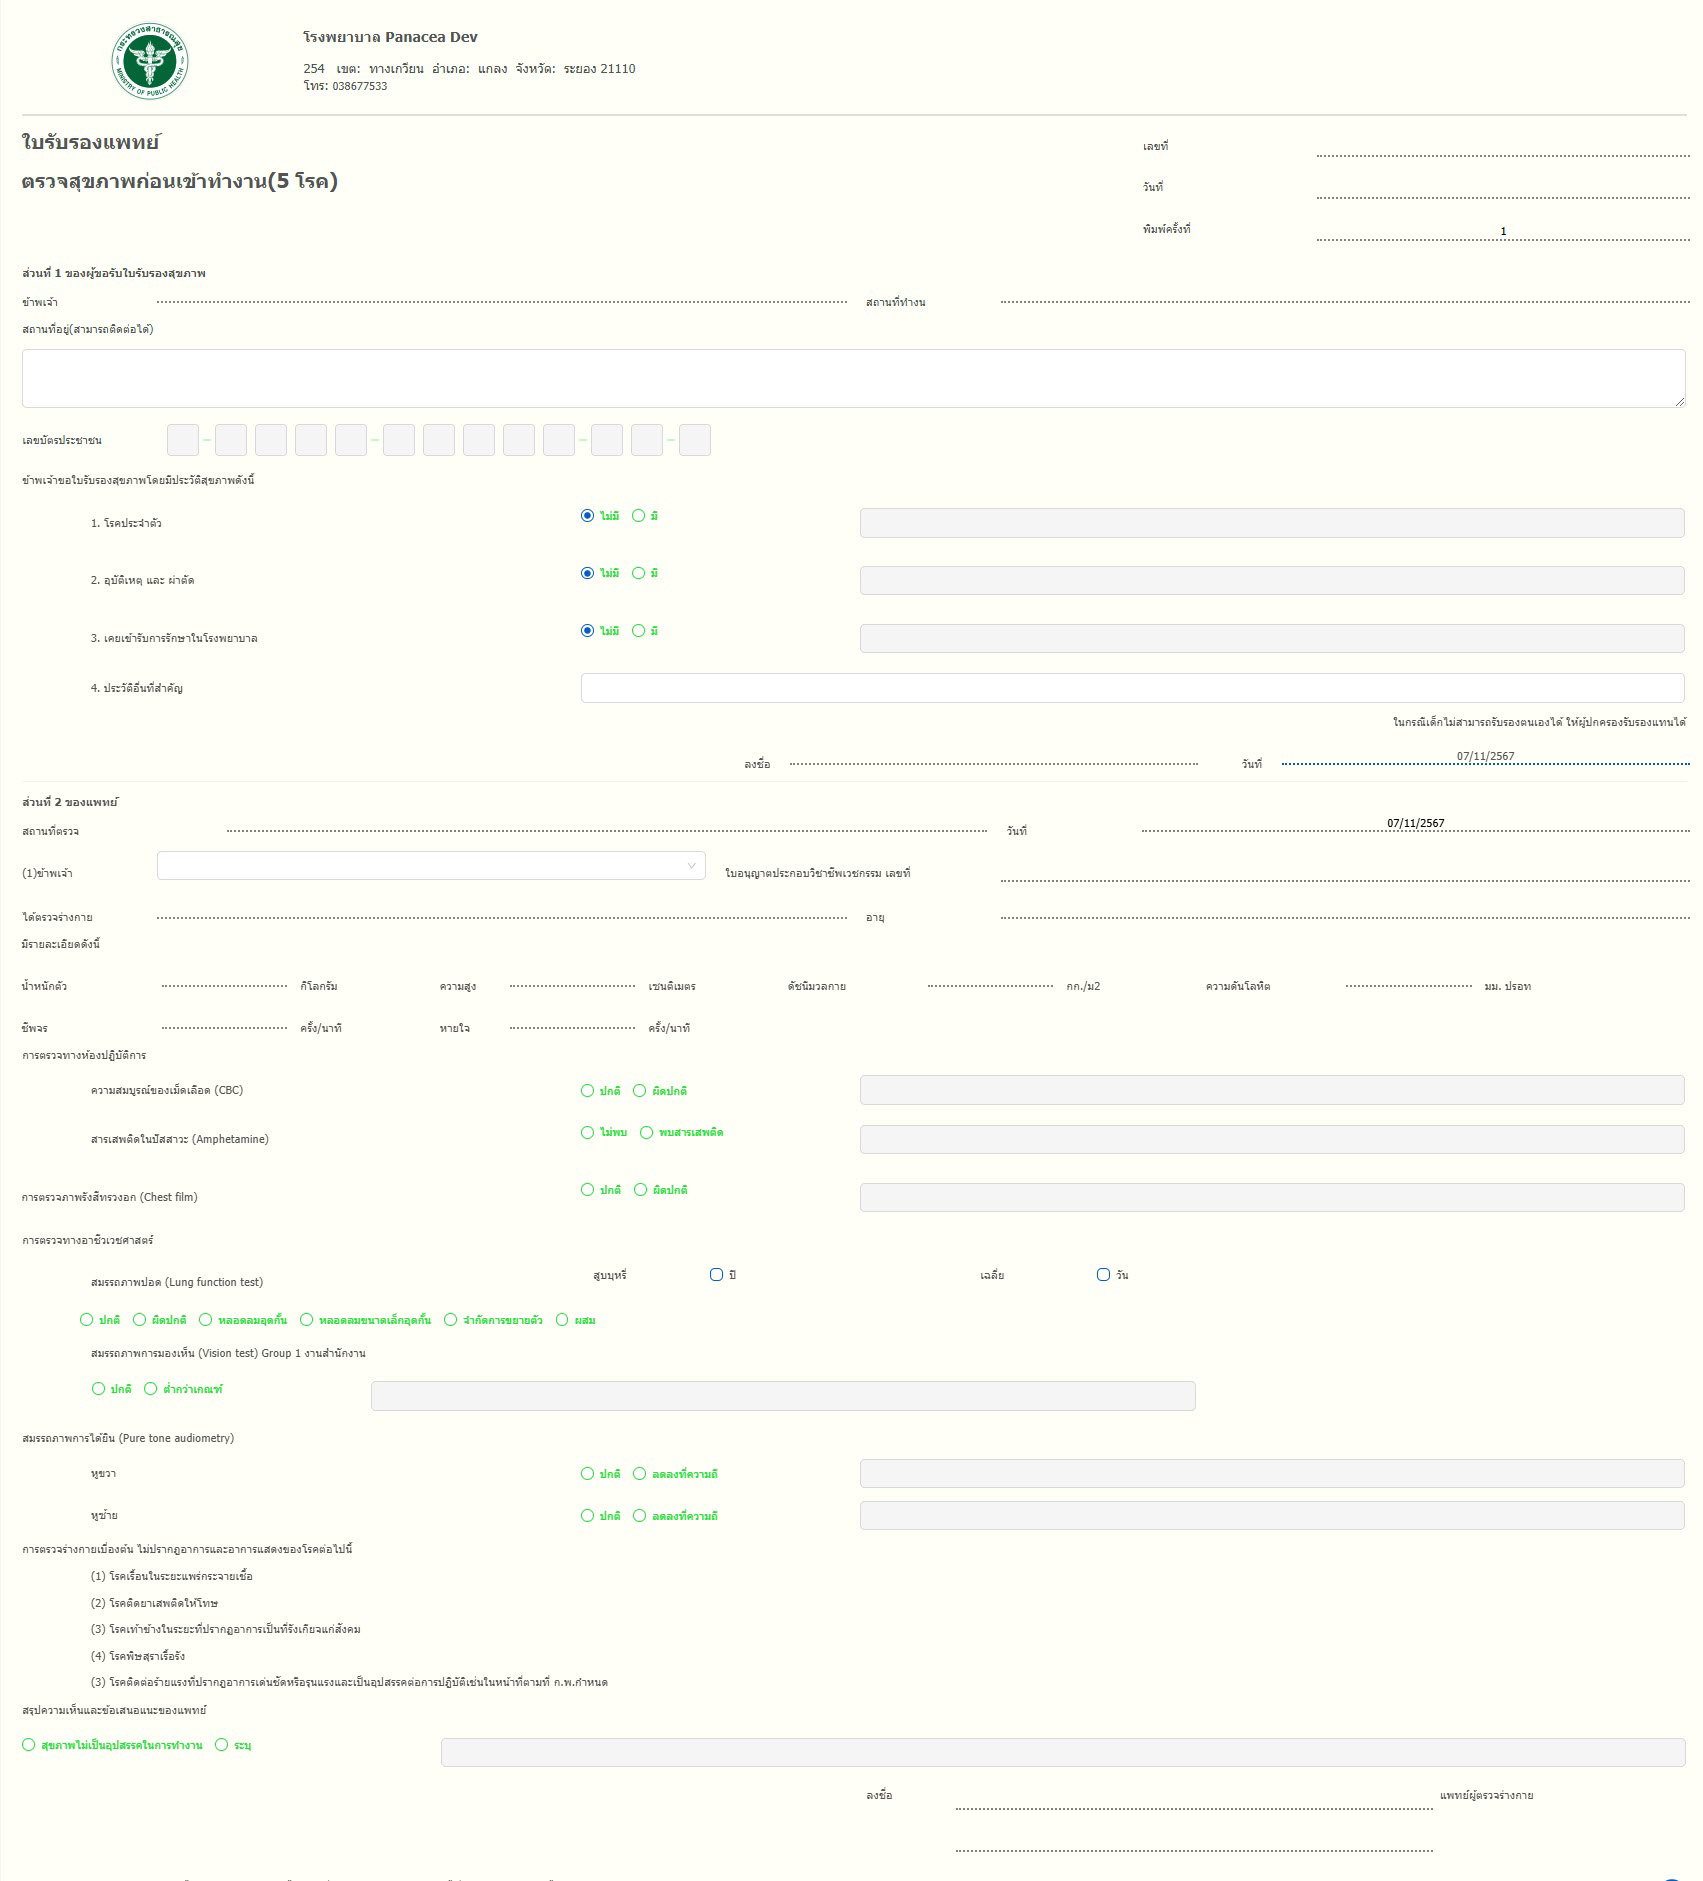 กระทรวงสาธารณสุข
MINISTRY OF PUBLIC HEALTH
โรงพยาบาล Panacea Dev
254 เขต: ทางเกวียน อำเภอ: แกลง จังหวัด: ระยอง 21110
โทร: 038677533
ใบรับรองแพทย์
ตรวจสุขภาพก่อนเข้าทำงาน(5 โรค)
เลขที่
วันที่
พิมพ์ครั้งที่ 1
ส่วนที่ 1 ของผู้ขอรับใบรับรองสุขภาพ
ข้าพเจ้า สถานที่ทำงน
สถานที่อยู่(สามารถติดต่อได้)
เลขบัตรประชาชน – – – –
ข้าพเจ้าขอใบรับรองสุขภาพโดยมีประวัติสุขภาพดังนี้
1. โรคประจำตัว ไม่มี มี
2. อุบัติเหตุ และ ผ่าตัด ไม่มี มี
3. เคยเข้ารับการรักษาในโรงพยาบาล ไม่มี มี
4. ประวัติอื่นที่สำคัญ
ในกรณีเด็กไม่สามารถรับรองตนเองได้ ให้ผู้ปกครองรับรองแทนได้
ลงชื่อ วันที่ 07/11/2567
ส่วนที่ 2 ของแพทย์
สถานที่ตรวจ วันที่ 07/11/2567
(1)ข้าพเจ้า ใบอนุญาตประกอบวิชาชีพเวชกรรม เลขที่
ได้ตรวจร่างกาย อายุ
มีรายละเอียดดังนี้
น้ำหนักตัว กิโลกรัม ความสูง เซนติเมตร ดัชนีมวลกาย กก./ม2 ความดันโลหิต มม. ปรอท
ชีพจร ครั้ง/นาที หายใจ ครั้ง/นาที
การตรวจทางห้องปฏิบัติการ
ความสมบูรณ์ของเม็ดเลือด (CBC) ปกติ ผิดปกติ
สารเสพติดในปัสสาวะ (Amphetamine) ไม่พบ พบสารเสพติด
การตรวจภาพรังสีทรวงอก (Chest film) ปกติ ผิดปกติ
การตรวจทางอาชีวเวชศาสตร์
สมรรถภาพปอด (Lung function test) สูบบุหรี่ ปี เฉลี่ย วัน
ปกติ ผิดปกติ หลอดลมอุดกั้น หลอดลมขนาดเล็กอุดกั้น จำกัดการขยายตัว ผสม
สมรรถภาพการมองเห็น (Vision test) Group 1 งานสำนักงาน
ปกติ ต่ำกว่าเกณฑ์
สมรรถภาพการได้ยิน (Pure tone audiometry)
หูขวา ปกติ ลดลงที่ความถี่
หูซ้าย ปกติ ลดลงที่ความถี่
การตรวจร่างกายเบื่องต้น ไม่ปรากฏอาการและอาการแสดงของโรคต่อไปนี้
(1) โรคเรื้อนในระยะแพร่กระจายเชื้อ
(2) โรคติดยาเสพติดให้โทษ
(3) โรคเท้าช้างในระยะที่ปรากฏอาการเป็นที่รังเกียจแก่สังคม
(4) โรคพิษสุราเรื้อรัง
(3) โรคติดต่อร้ายแรงที่ปรากฏอาการเด่นชัดหรือรุนแรงและเป็นอุปสรรคต่อการปฏิบัติเช่นในหน้าที่ตามที่ ก.พ.กำหนด
สรุปความเห็นและข้อเสนอแนะของแพทย์
สุขภาพไม่เป็นอุปสรรคในการทำงาน ระบุ
ลงชื่อ แพทย์ผู้ตรวจร่างกาย